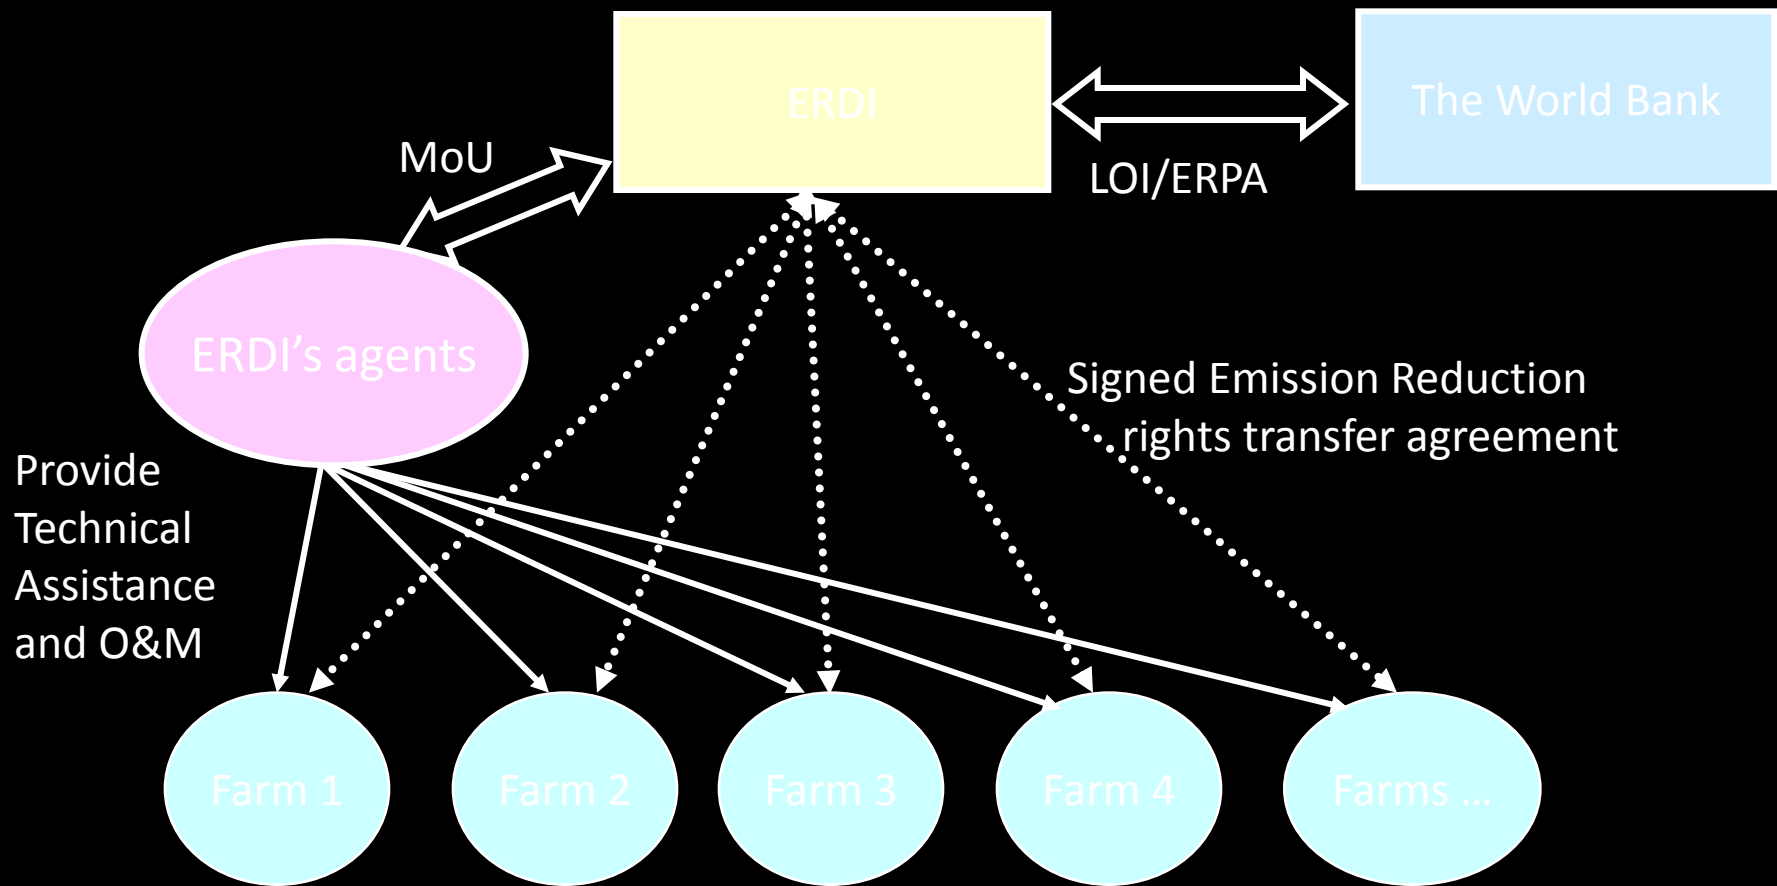 ERDI
The World Bank
MoU
LOI/ERPA
ERDI’s agents
Signed Emission Reduction
rights transfer agreement
Provide
Technical
Assistance
and O&M
Farm 1
Farm 2
Farm 3
Farm 4
Farms ...